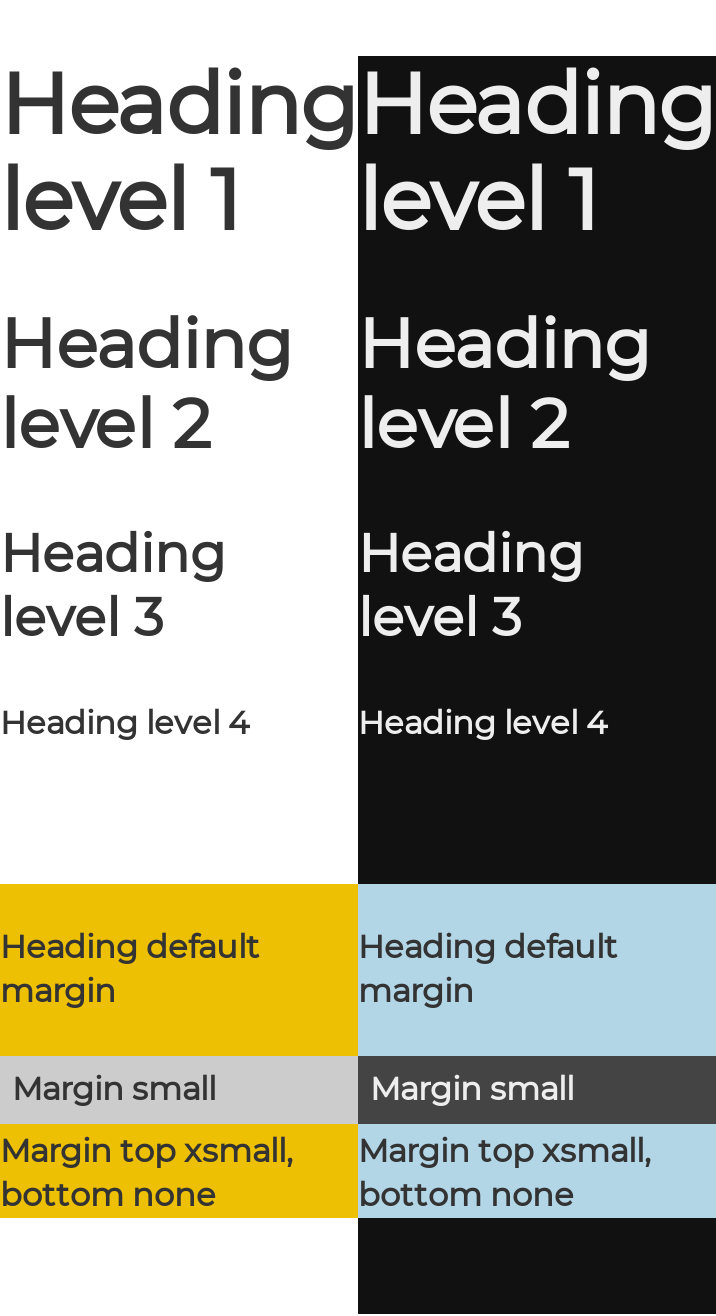 Heading
level 1
Heading
level 2
Heading
level 3
Heading level 4
Heading default
margin
Margin small
Margin top xsmall,
bottom none
Heading
level 1
Heading
level 2
Heading
level 3
Heading level 4
Heading default
margin
Margin small
Margin top xsmall,
bottom none